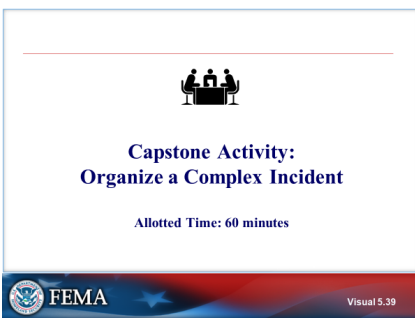 Capstone Activity:
Organize a Complex Incident
Allotted Time: 60 minutes
FEMA
Visual 5.39